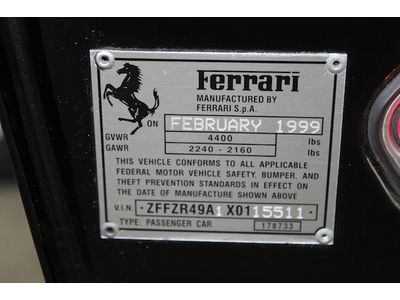 Ferrari
MANUFACTURED BY
FERRARI S.p.A.
ON FEBRUARY 1999
GVWR 4400 lbs
GAWR 2240 - 2160 lbs
THIS VEHICLE CONFORMS TO ALL APPLICABLE
FEDERAL MOTOR VEHICLE SAFETY, BUMPER, AND
THEFT PREVENTION STANDARDS IN EFFECT ON
THE DATE OF MANUFACTURE SHOWN ABOVE
V.I.N. ·ZFFZR49A1X0115511·
TYPE: PASSENGER CAR 178733